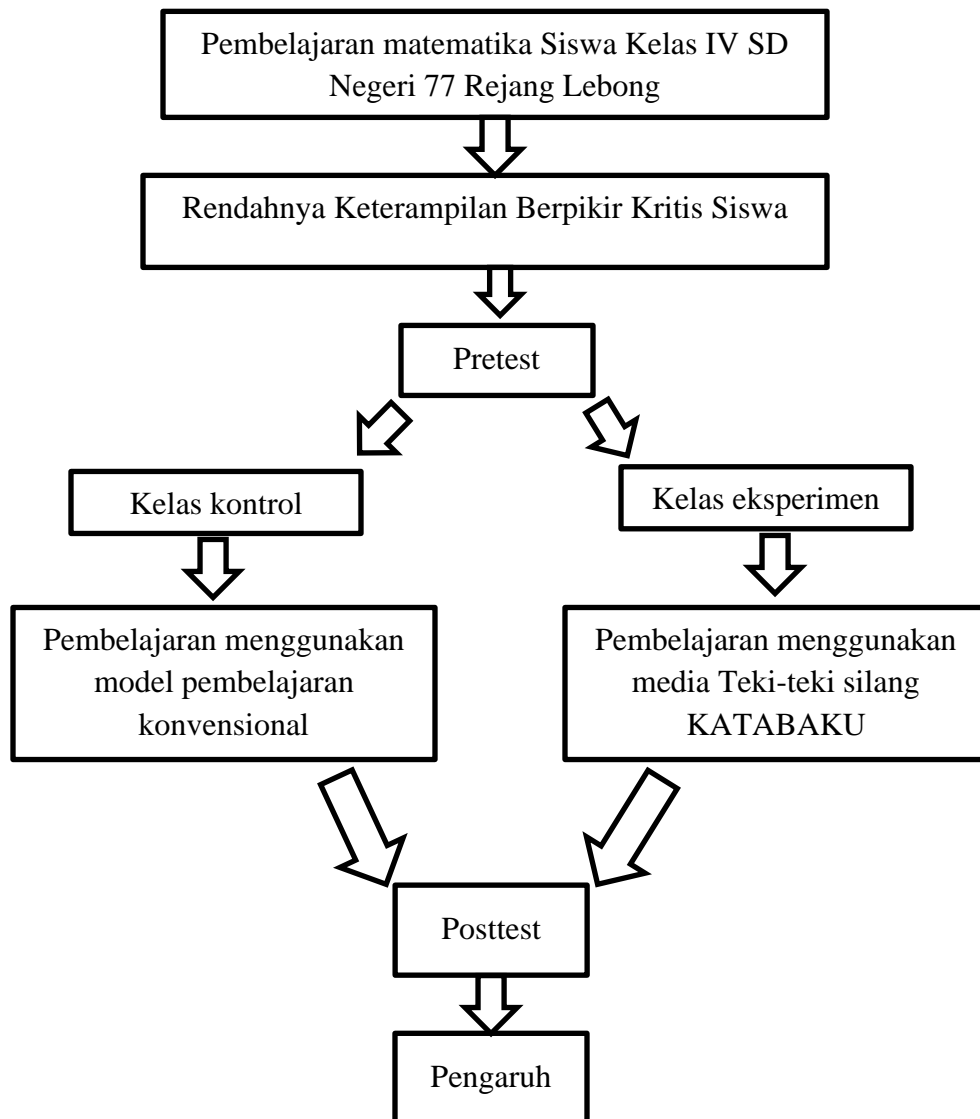 Pembelajaran matematika Siswa Kelas IV SD
Negeri 77 Rejang Lebong
Rendahnya Keterampilan Berpikir Kritis Siswa
Pretest
Kelas kontrol
Kelas eksperimen
Pembelajaran menggunakan
model pembelajaran
konvensional
Pembelajaran menggunakan
media Teki-teki silang
KATABAKU
Posttest
Pengaruh